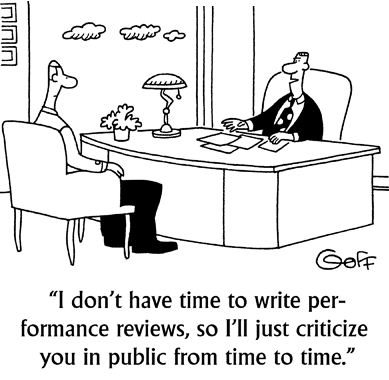 GOFF
“I don’t have time to write per-
formance reviews, so I’ll just criticize
you in public from time to time.”